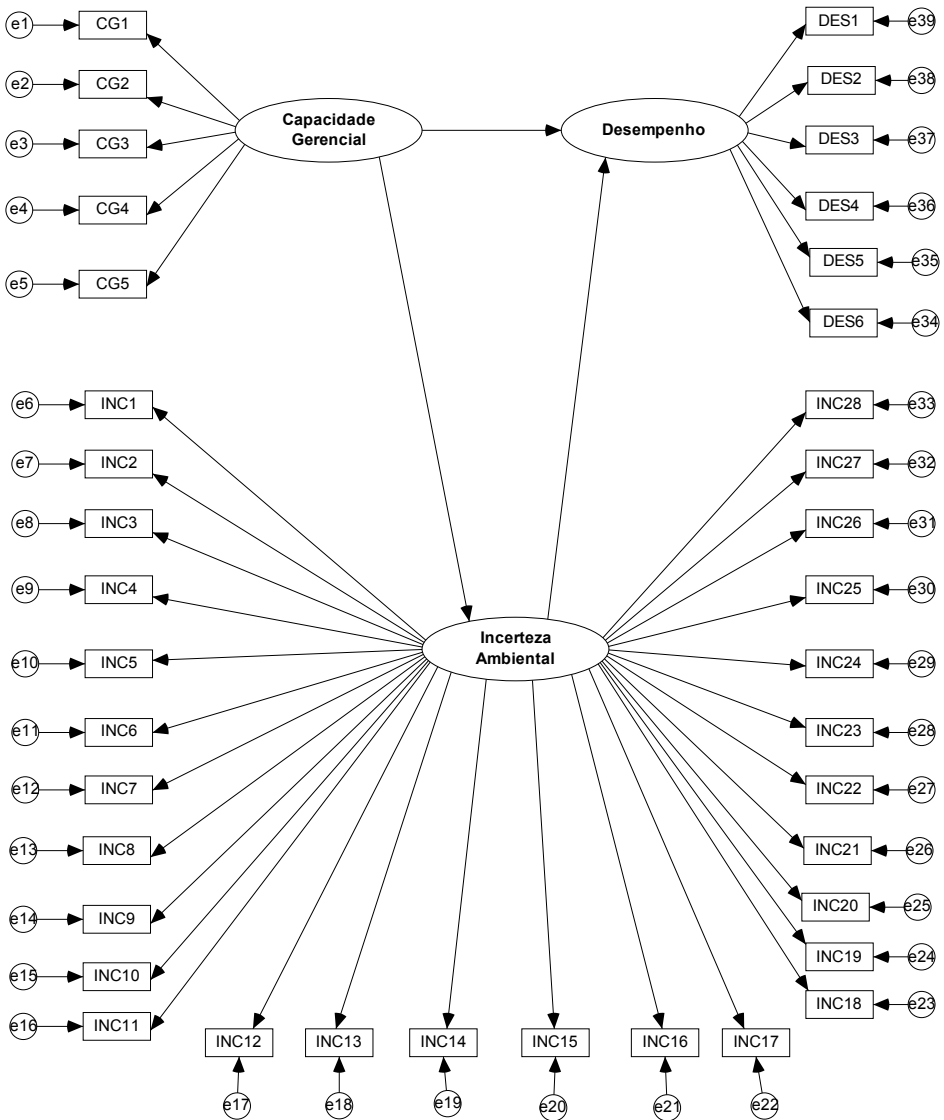 e1 CG1
e2 CG2
e3 CG3
e4 CG4
e5 CG5
Capacidade
Gerencial
Desempenho
DES1 e39
DES2 e38
DES3 e37
DES4 e36
DES5 e35
DES6 e34
e6 INC1
e7 INC2
e8 INC3
e9 INC4
e10 INC5
e11 INC6
e12 INC7
e13 INC8
e14 INC9
e15 INC10
e16 INC11
Incerteza
Ambiental
INC28 e33
INC27 e32
INC26 e31
INC25 e30
INC24 e29
INC23 e28
INC22 e27
INC21 e26
INC20 e25
INC19 e24
INC18 e23
INC12 INC13 INC14 INC15 INC16 INC17
e17 e18 e19 e20 e21 e22